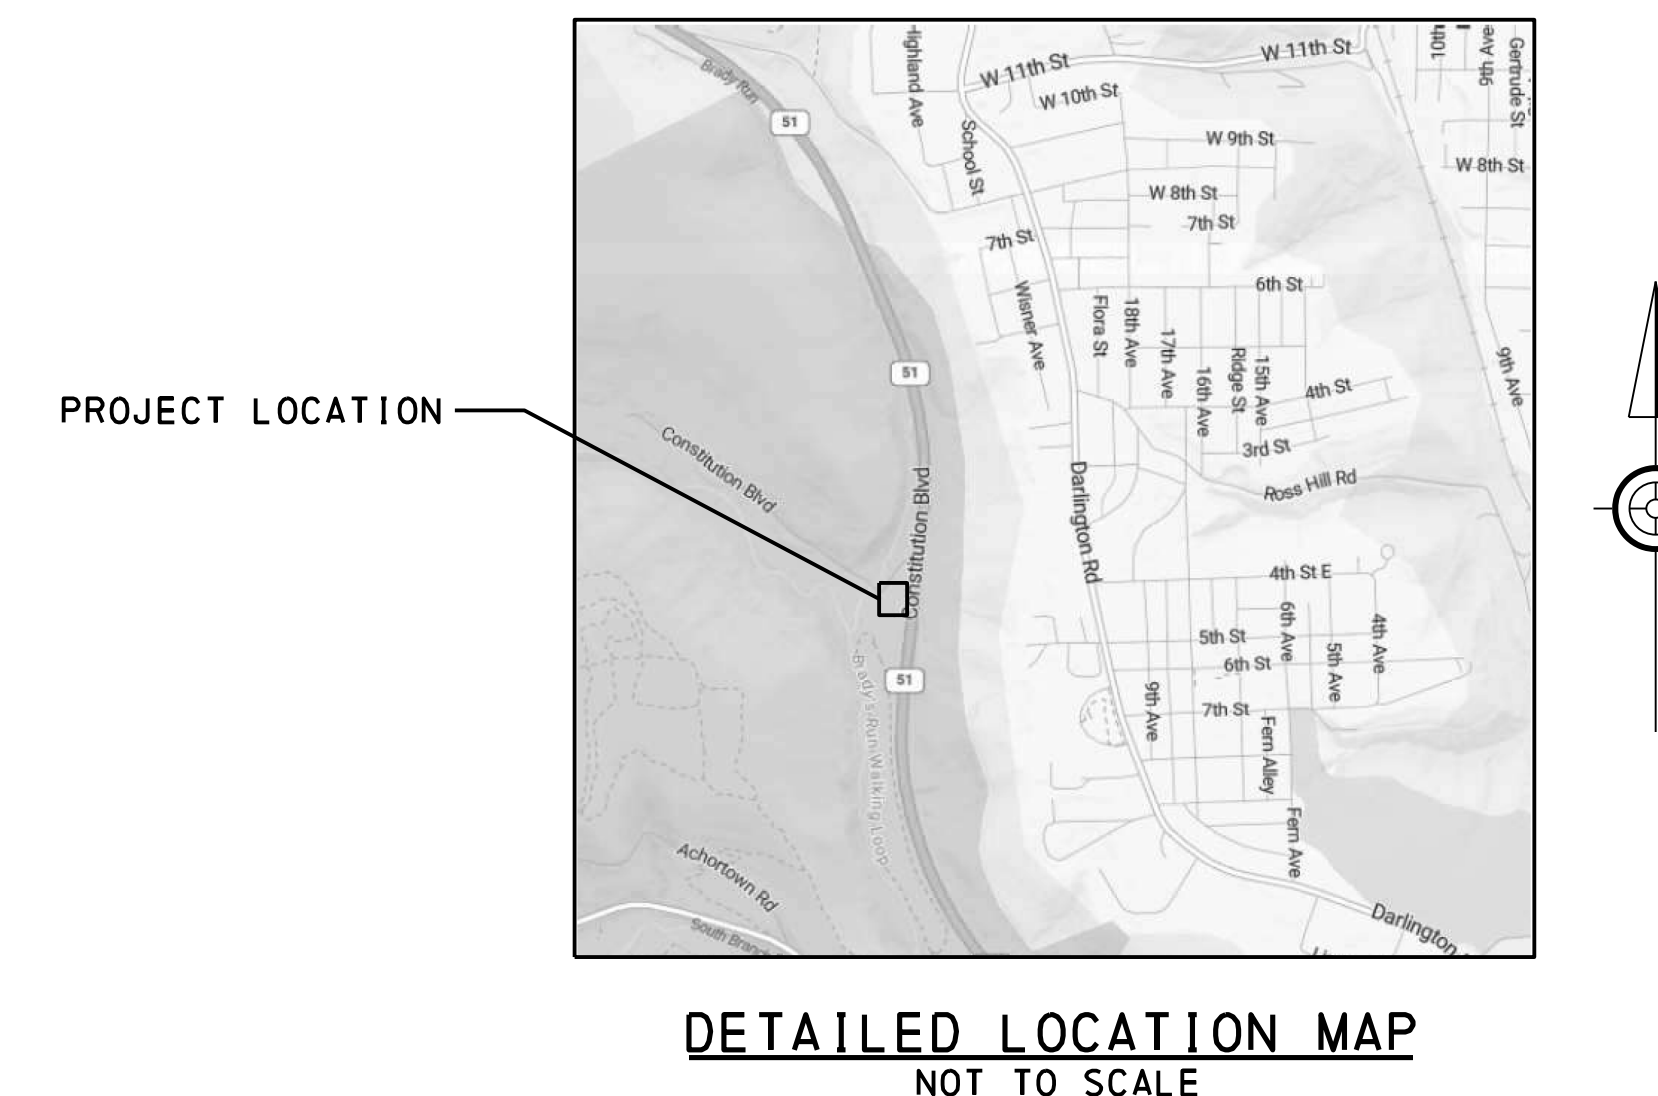 Brady Run
51
Highland Ave
School St
W 11th St
W 11th St
W 10th St
10th
9th Ave
Gertrude St
W 9th St
W 8th St
W 8th St
7th St
7th St
6th St
Wisner Ave
Flora St
18th Ave
17th Ave
16th Ave
Ridge St
15th Ave
4th St
3rd St
9th Ave
51
PROJECT LOCATION
Constitution Blvd
Constitution Blvd
Darlington Rd
Ross Hill Rd
4th St E
5th St
6th Ave
5th Ave
4th Ave
6th St
51
Brady's Run Walking Loop
9th Ave
7th St
Fern Alley
Fern Ave
Achortown Rd
South Branch
Darlington
DETAILED LOCATION MAP
NOT TO SCALE